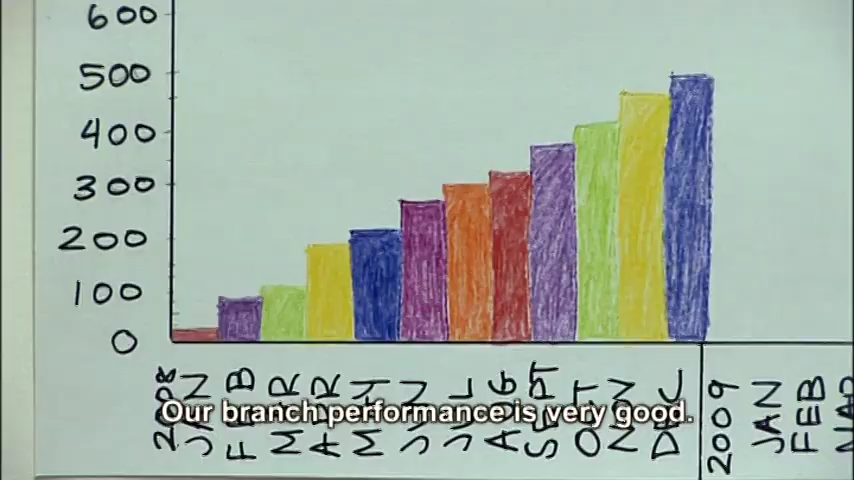 600
500
400
300
200
100
0
2008
JAN
FEB
MAR
APR
MAY
JUN
JUL
AUG
SEPT
OCT
NOV
DEC
2009
JAN
FEB
MAR
Our branch performance is very good.